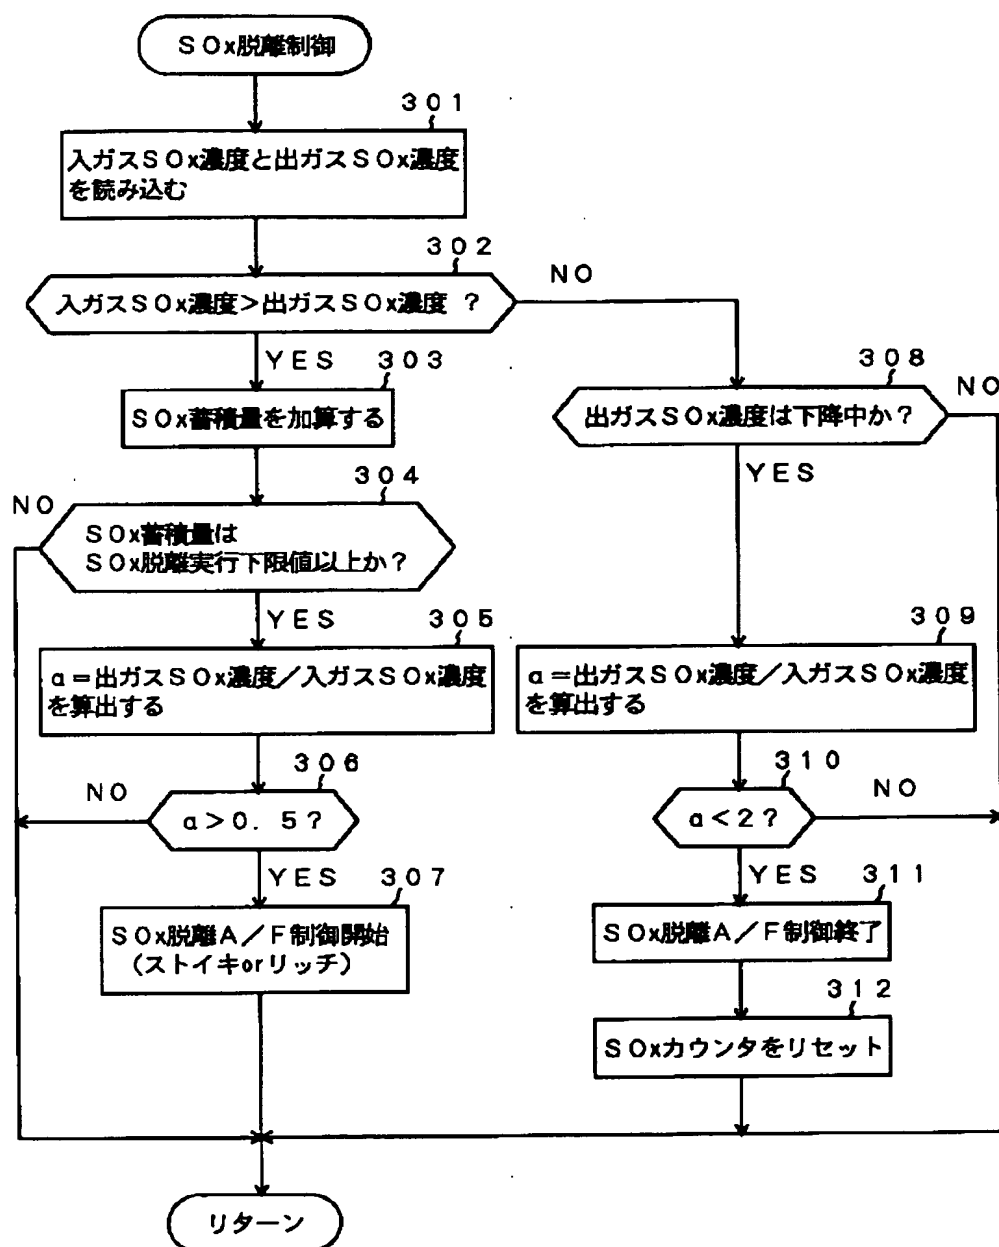 SOx脱離制御
301
入ガスSOx濃度と出ガスSOx濃度
を読み込む
302
入ガスSOx濃度>出ガスSOx濃度 ?
NO
YES
303
SOx蓄積量を加算する
304
NO
SOx蓄積量は
SOx脱離実行下限値以上か?
YES
305
α=出ガスSOx濃度/入ガスSOx濃度
を算出する
306
NO
α>0.5?
YES
307
SOx脱離A/F制御開始
(ストイキorリッチ)
308
NO
出ガスSOx濃度は下降中か?
YES
309
α=出ガスSOx濃度/入ガスSOx濃度
を算出する
310
NO
α<2?
YES
311
SOx脱離A/F制御終了
312
SOxカウンタをリセット
リターン